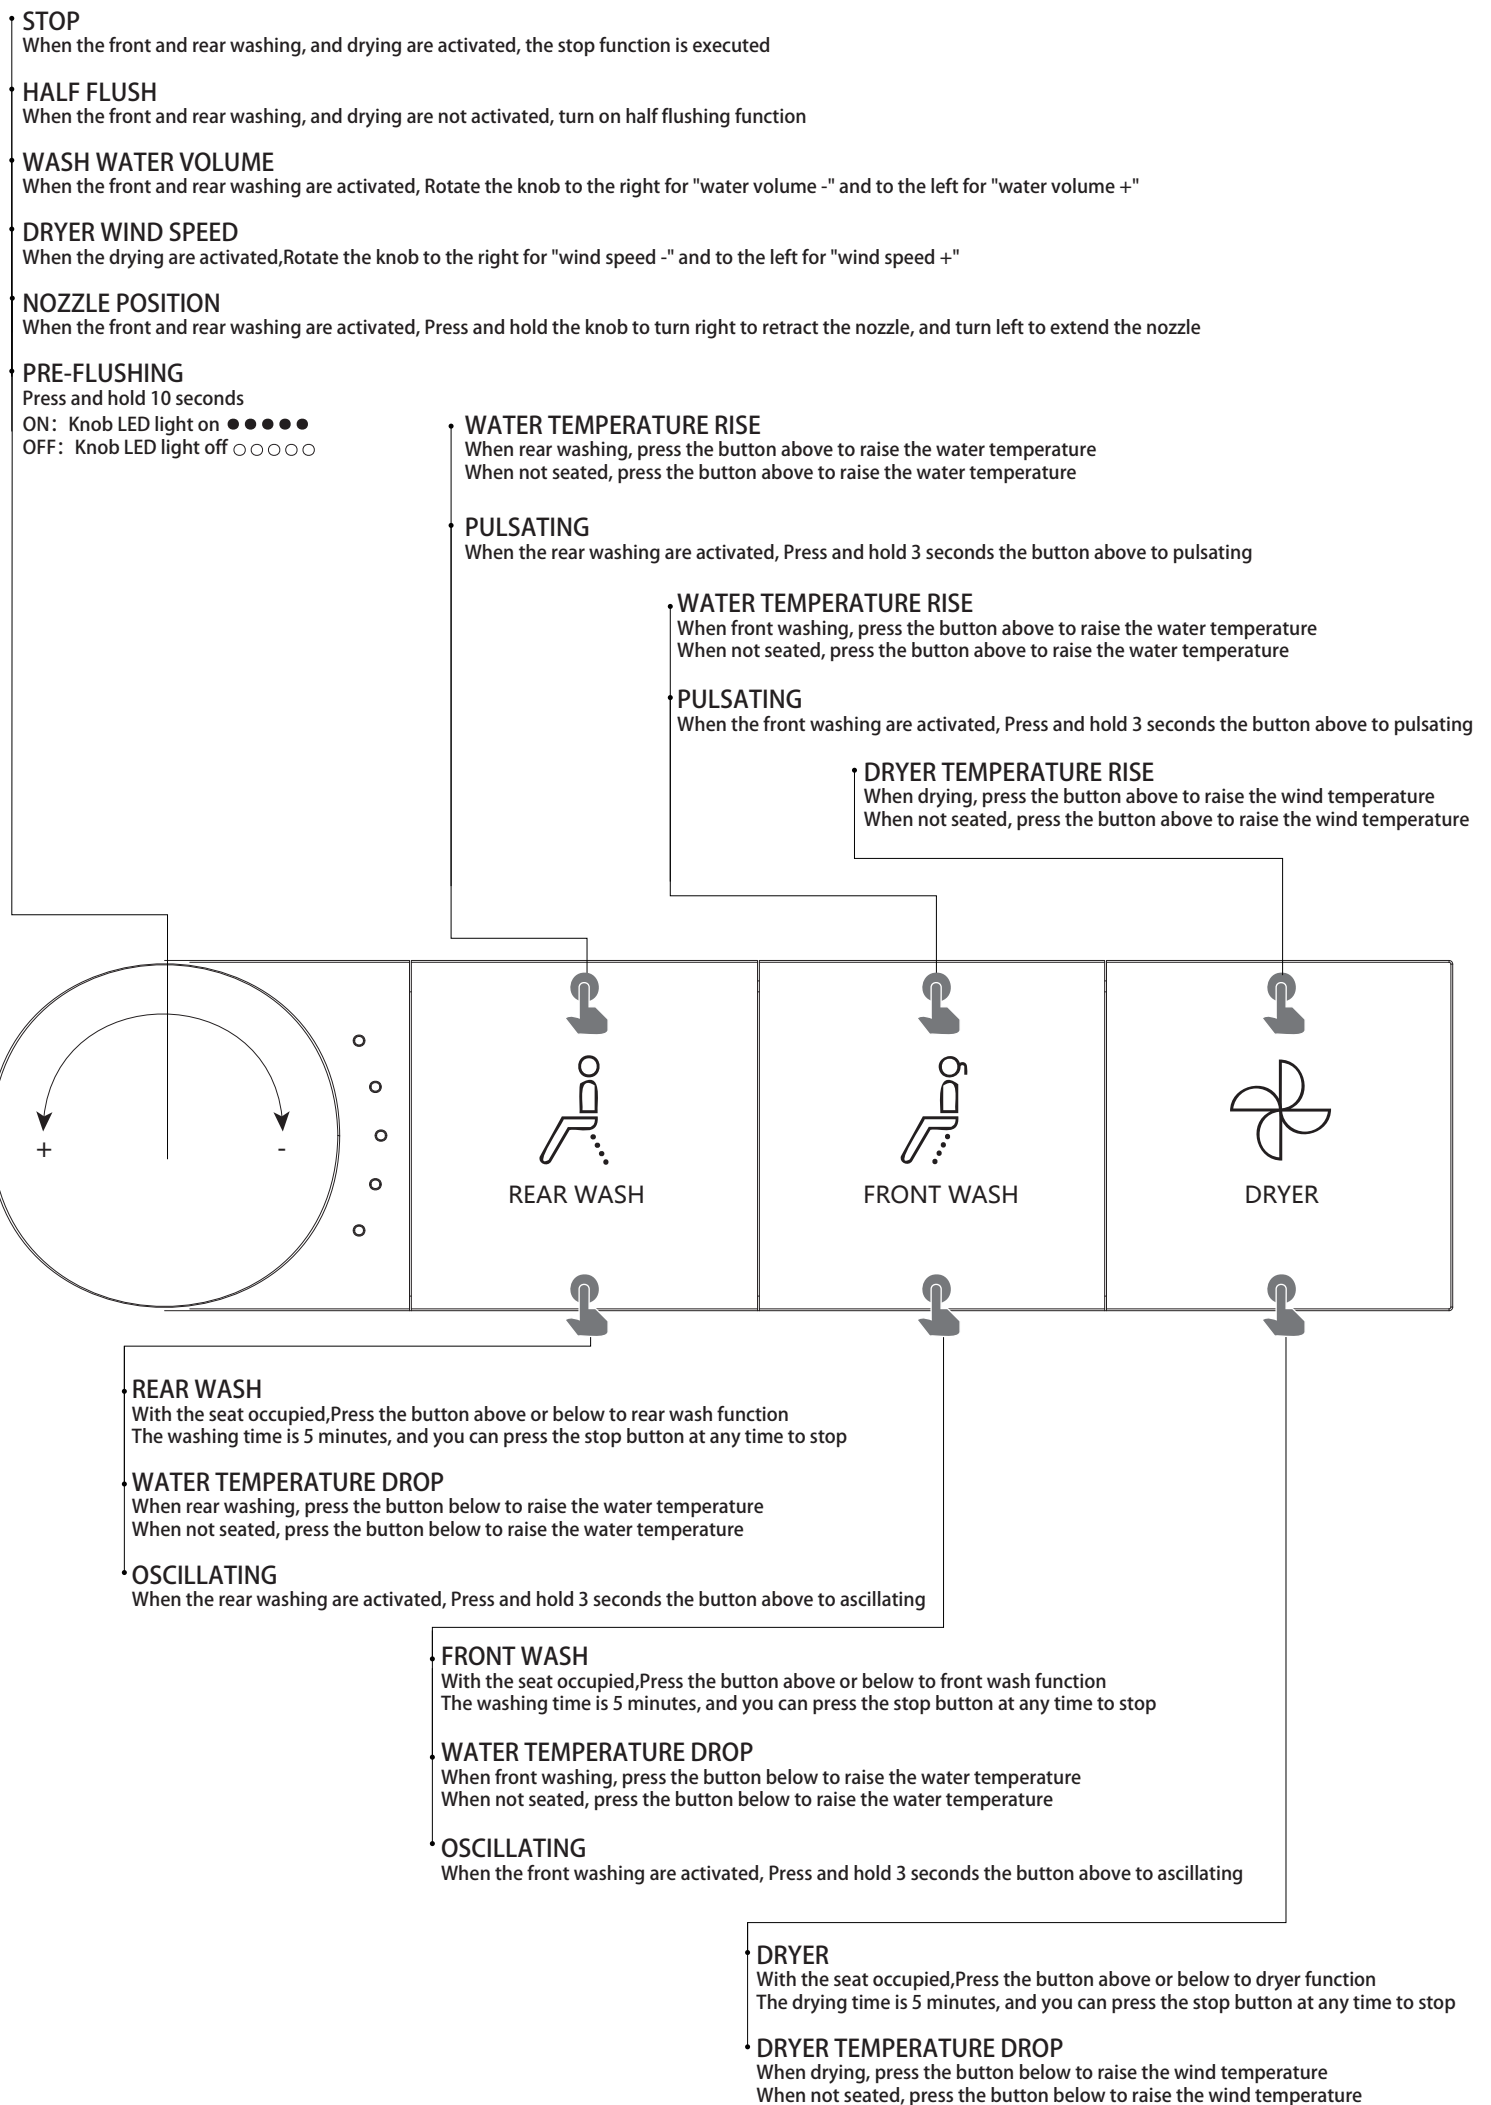 STOP
When the front and rear washing, and drying are activated, the stop function is executed
HALF FLUSH
When the front and rear washing, and drying are not activated, turn on half flushing function
WASH WATER VOLUME
When the front and rear washing are activated, Rotate the knob to the right for "water volume -" and to the left for "water volume +"
DRYER WIND SPEED
When the drying are activated,Rotate the knob to the right for "wind speed -" and to the left for "wind speed +"
NOZZLE POSITION
When the front and rear washing are activated, Press and hold the knob to turn right to retract the nozzle, and turn left to extend the nozzle
PRE-FLUSHING
Press and hold 10 seconds
ON: Knob LED light on ●●●●●
OFF: Knob LED light off ○○○○○
WATER TEMPERATURE RISE
When rear washing, press the button above to raise the water temperature
When not seated, press the button above to raise the water temperature
PULSATING
When the rear washing are activated, Press and hold 3 seconds the button above to pulsating
WATER TEMPERATURE RISE
When front washing, press the button above to raise the water temperature
When not seated, press the button above to raise the water temperature
PULSATING
When the front washing are activated, Press and hold 3 seconds the button above to pulsating
DRYER TEMPERATURE RISE
When drying, press the button above to raise the wind temperature
When not seated, press the button above to raise the wind temperature
+ -
REAR WASH
FRONT WASH
DRYER
REAR WASH
With the seat occupied,Press the button above or below to rear wash function
The washing time is 5 minutes, and you can press the stop button at any time to stop
WATER TEMPERATURE DROP
When rear washing, press the button below to raise the water temperature
When not seated, press the button below to raise the water temperature
OSCILLATING
When the rear washing are activated, Press and hold 3 seconds the button above to ascillating
FRONT WASH
With the seat occupied,Press the button above or below to front wash function
The washing time is 5 minutes, and you can press the stop button at any time to stop
WATER TEMPERATURE DROP
When front washing, press the button below to raise the water temperature
When not seated, press the button below to raise the water temperature
OSCILLATING
When the front washing are activated, Press and hold 3 seconds the button above to ascillating
DRYER
With the seat occupied,Press the button above or below to dryer function
The drying time is 5 minutes, and you can press the stop button at any time to stop
DRYER TEMPERATURE DROP
When drying, press the button below to raise the wind temperature
When not seated, press the button below to raise the wind temperature